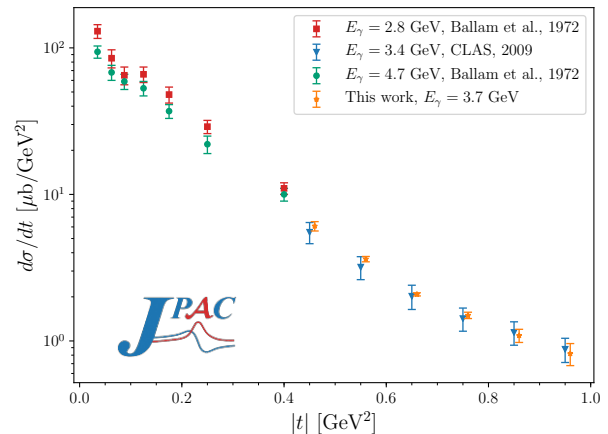 E_γ = 2.8 GeV, Ballam et al., 1972
E_γ = 3.4 GeV, CLAS, 2009
E_γ = 4.7 GeV, Ballam et al., 1972
This work, E_γ = 3.7 GeV
dσ/dt [μb/GeV²]
10²
10¹
10⁰
JPAC
0.0 0.2 0.4 0.6 0.8 1.0
|t| [GeV²]